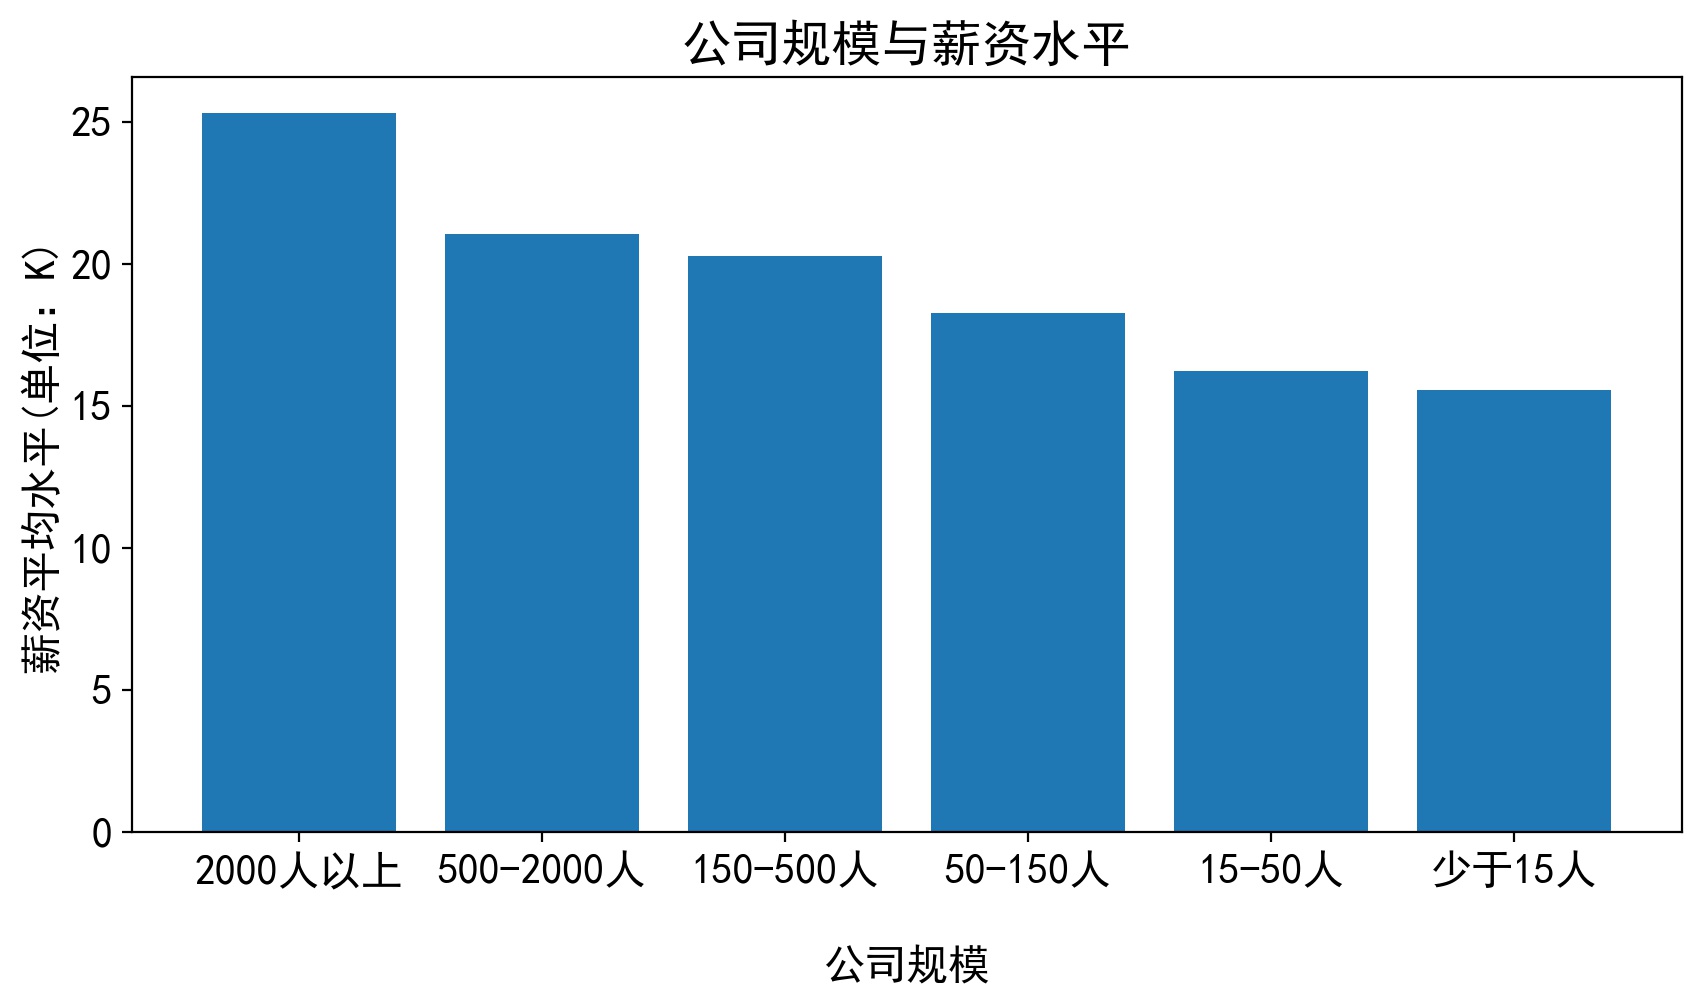 公司规模与薪资水平
薪资平均水平(单位：K)
25
20
15
10
5
0
2000人以上
500-2000人
150-500人
50-150人
15-50人
少于15人
公司规模